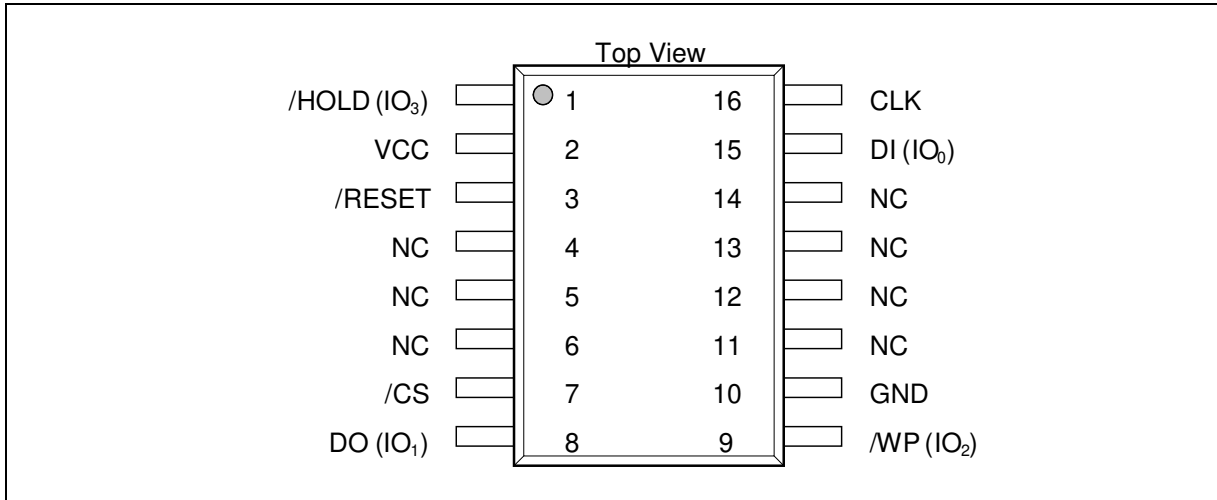 Top View
/HOLD (IO₃) 1 16 CLK
VCC 2 15 DI (IO₀)
/RESET 3 14 NC
NC 4 13 NC
NC 5 12 NC
NC 6 11 NC
/CS 7 10 GND
DO (IO₁) 8 9 /WP (IO₂)